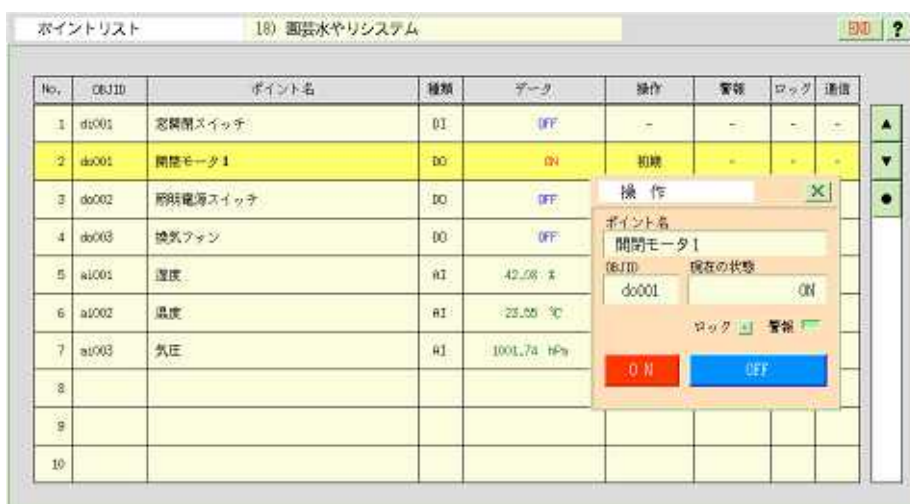 ポイントリスト 18) 園芸水やりシステム END ?
No. OBJID ポイント名 種類 データ 操作 警報 ロック 通信
1 di001 窓開閉スイッチ DI OFF - - - -
2 do001 開閉モータ1 DO ON 初期 - - -
3 do002 照明電源スイッチ DO OFF
4 do003 換気ファン DO OFF
5 ai001 湿度 AI 42.08 %
6 ai002 温度 AI 23.55 ℃
7 ai003 気圧 AI 1001.74 hPa
8
9
10
操 作
ポイント名
開閉モータ1
OBJID 現在の状態
do001 ON
ロック 警報
ON OFF